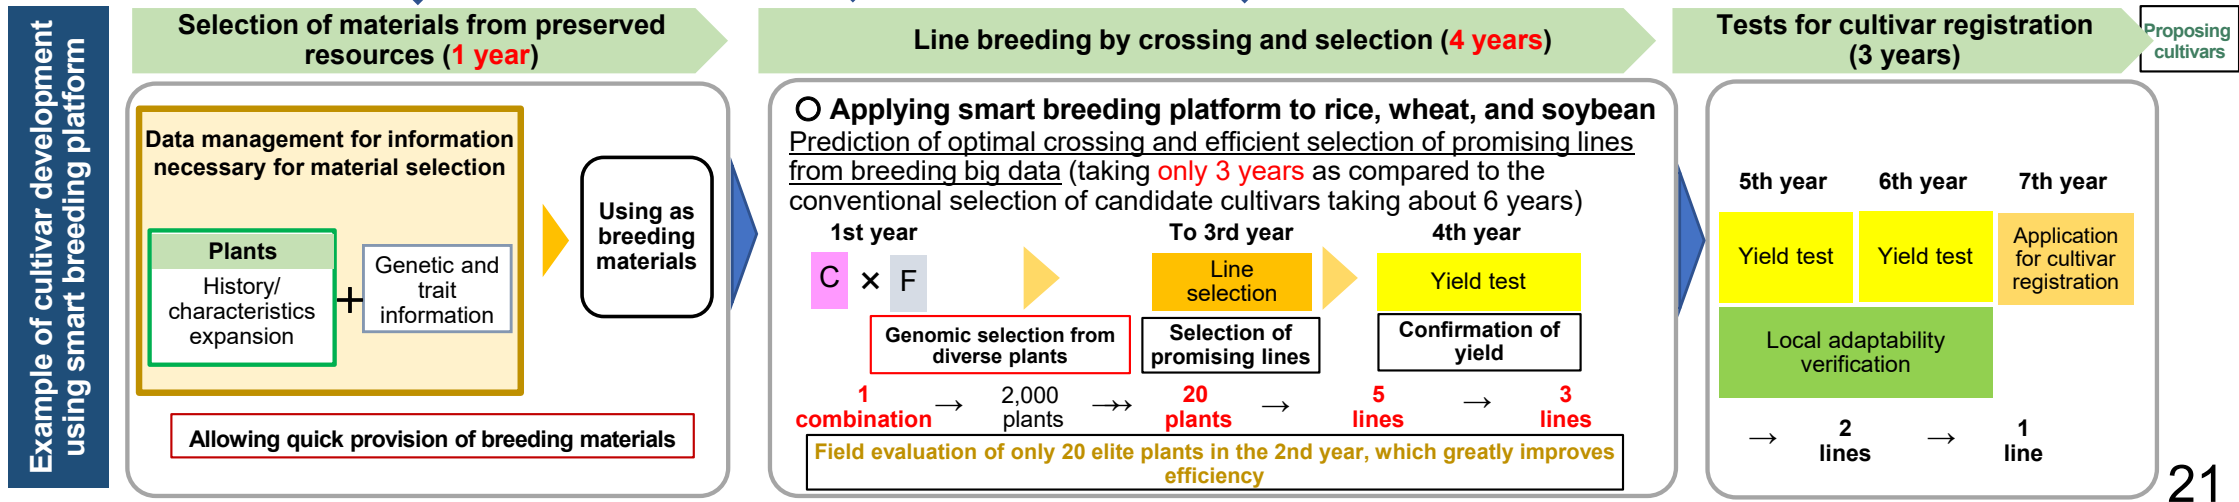 Example of cultivar development
using smart breeding platform
Selection of materials from preserved
resources (1 year)
Data management for information
necessary for material selection
Plants
History/
characteristics
expansion
+
Genetic and
trait
information
Using as
breeding
materials
Allowing quick provision of breeding materials
Line breeding by crossing and selection (4 years)
○ Applying smart breeding platform to rice, wheat, and soybean
Prediction of optimal crossing and efficient selection of promising lines
from breeding big data (taking only 3 years as compared to the
conventional selection of candidate cultivars taking about 6 years)
1st year
To 3rd year
4th year
C × F
Line
selection
Yield test
Genomic selection from
diverse plants
Selection of
promising lines
Confirmation of
yield
1
combination
→
2,000
plants
→→
20
plants
→
5
lines
→
3
lines
Field evaluation of only 20 elite plants in the 2nd year, which greatly improves
efficiency
Tests for cultivar registration
(3 years)
Proposing
cultivars
5th year
6th year
7th year
Yield test
Yield test
Application
for cultivar
registration
Local adaptability
verification
→
2
lines
→
1
line
21